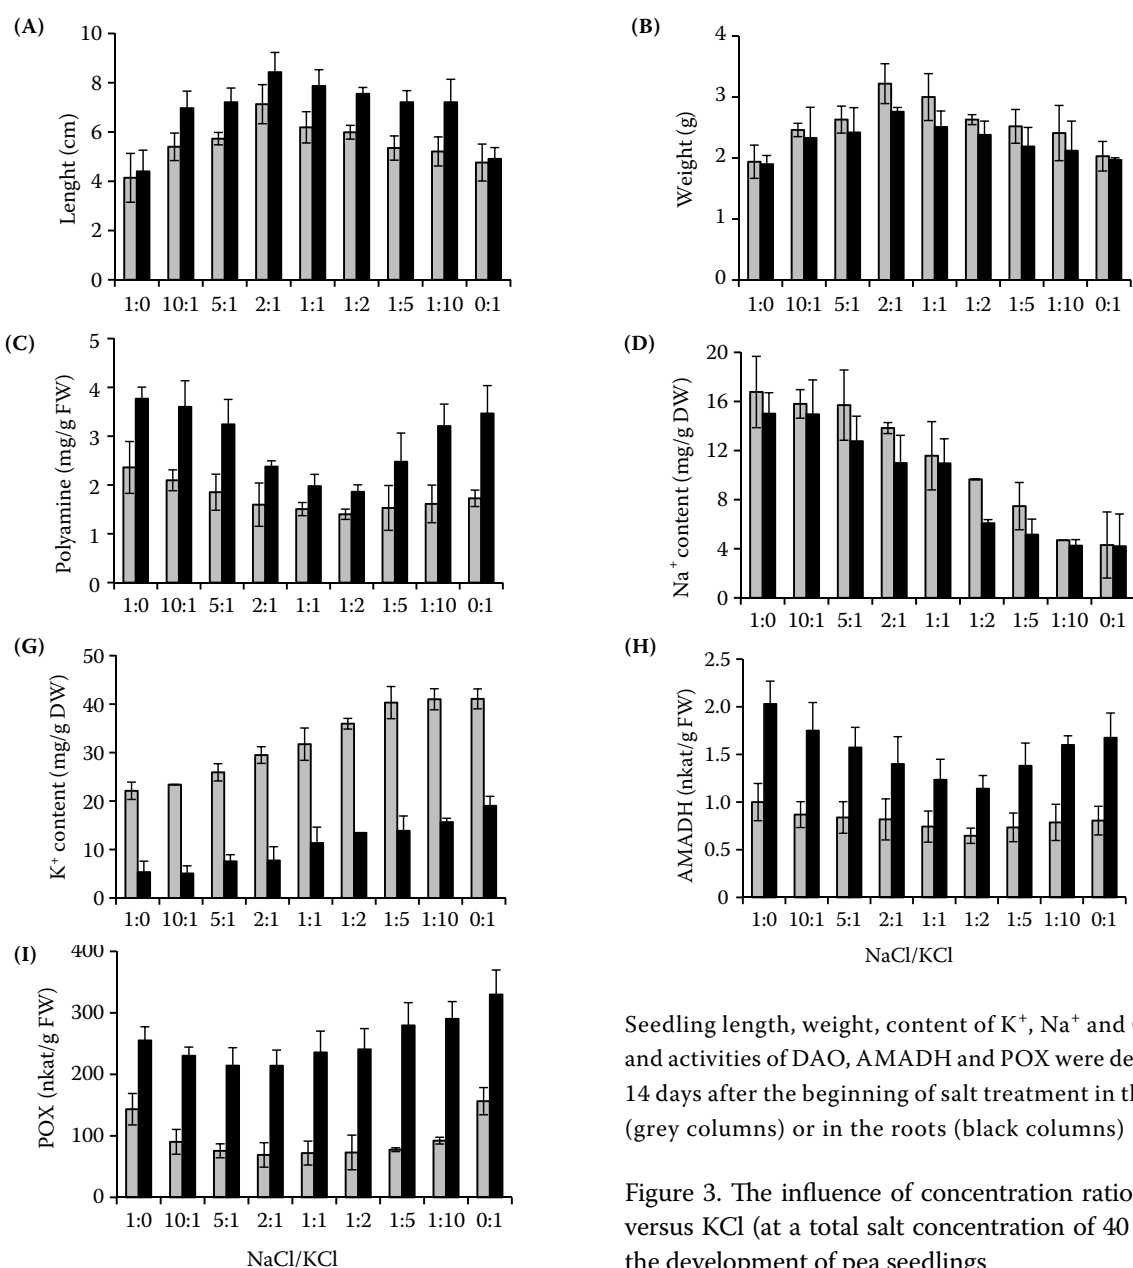 (A)
Lenght (cm)
10
8
6
4
2
0
1:0 10:1 5:1 2:1 1:1 1:2 1:5 1:10 0:1
(B)
Weight (g)
4
3
2
1
0
1:0 10:1 5:1 2:1 1:1 1:2 1:5 1:10 0:1
(C)
Polyamine (mg/g FW)
5
4
3
2
1
0
1:0 10:1 5:1 2:1 1:1 1:2 1:5 1:10 0:1
(D)
Na⁺ content (mg/g DW)
20
16
12
8
4
0
1:0 10:1 5:1 2:1 1:1 1:2 1:5 1:10 0:1
(G)
K⁺ content (mg/g DW)
50
40
30
20
10
0
1:0 10:1 5:1 2:1 1:1 1:2 1:5 1:10 0:1
(H)
AMADH (nkat/g FW)
2.5
2.0
1.5
1.0
0.5
0
1:0 10:1 5:1 2:1 1:1 1:2 1:5 1:10 0:1
NaCl/KCl
(I)
POX (nkat/g FW)
400
300
200
100
0
1:0 10:1 5:1 2:1 1:1 1:2 1:5 1:10 0:1
NaCl/KCl
Seedling length, weight, content of K⁺, Na⁺ and
and activities of DAO, AMADH and POX were de
14 days after the beginning of salt treatment in th
(grey columns) or in the roots (black columns)
Figure 3. The influence of concentration ratio
versus KCl (at a total salt concentration of 40
the development of pea seedlings